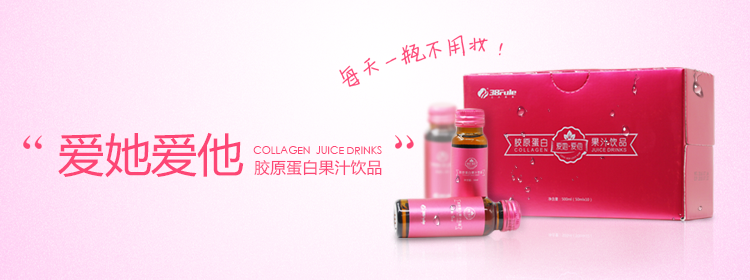 每天一瓶不用妆！
“爱她爱他”
COLLAGEN JUICE DRINKS
胶原蛋白果汁饮品
38rule
胶原蛋白 爱她·爱他 果汁饮品
COLLAGEN JUICE DRINKS